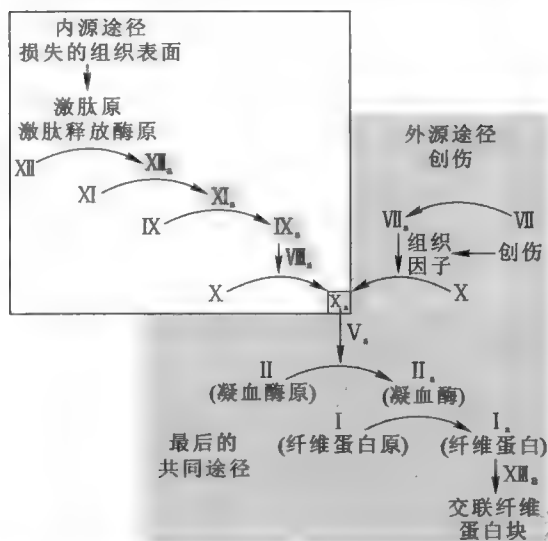 内源途径
损失的组织表面
激肽原
激肽释放酶原
Ⅻ Ⅻₐ
Ⅺ Ⅺₐ
Ⅸ Ⅸₐ
Ⅷₐ
Ⅹ Ⅹₐ
外源途径
创伤
Ⅶₐ Ⅶ
组织
因子
创伤
Ⅹ
Ⅴₐ
Ⅱ Ⅱₐ
(凝血酶原) (凝血酶)
Ⅰ Ⅰₐ
(纤维蛋白原) (纤维蛋白)
最后的
共同途径
ⅩⅢₐ
交联纤维
蛋白块